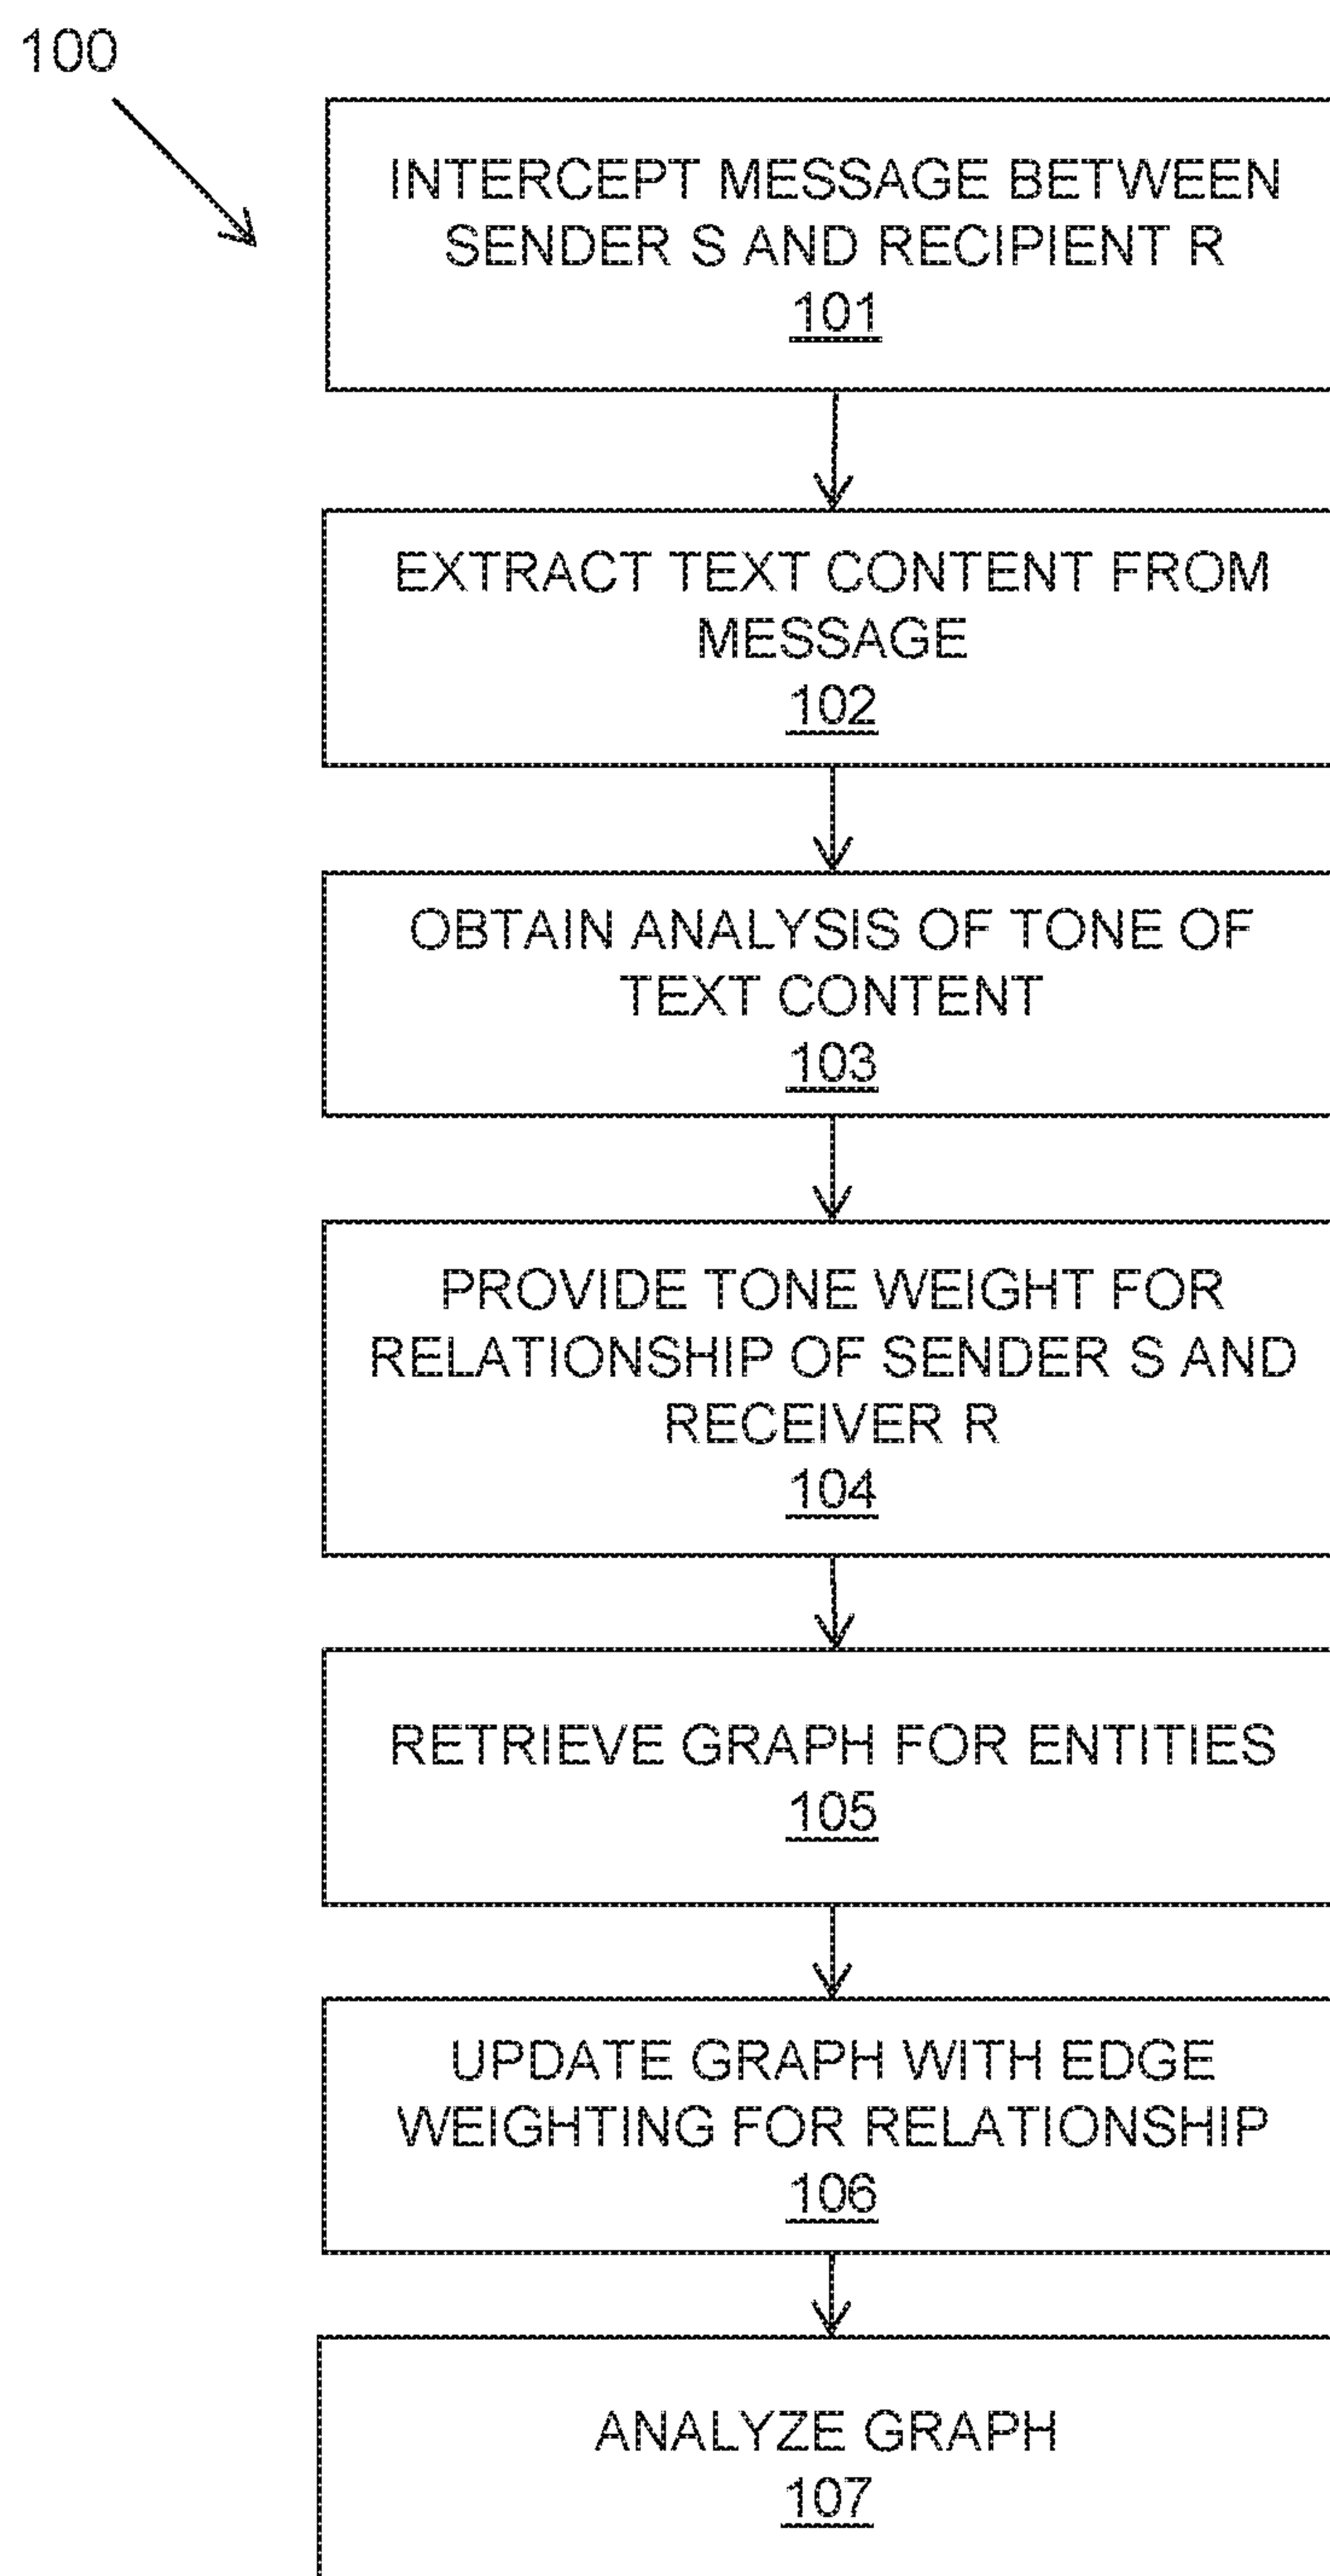 100
INTERCEPT MESSAGE BETWEEN
SENDER S AND RECIPIENT R
101
EXTRACT TEXT CONTENT FROM
MESSAGE
102
OBTAIN ANALYSIS OF TONE OF
TEXT CONTENT
103
PROVIDE TONE WEIGHT FOR
RELATIONSHIP OF SENDER S AND
RECEIVER R
104
RETRIEVE GRAPH FOR ENTITIES
105
UPDATE GRAPH WITH EDGE
WEIGHTING FOR RELATIONSHIP
106
ANALYZE GRAPH
107